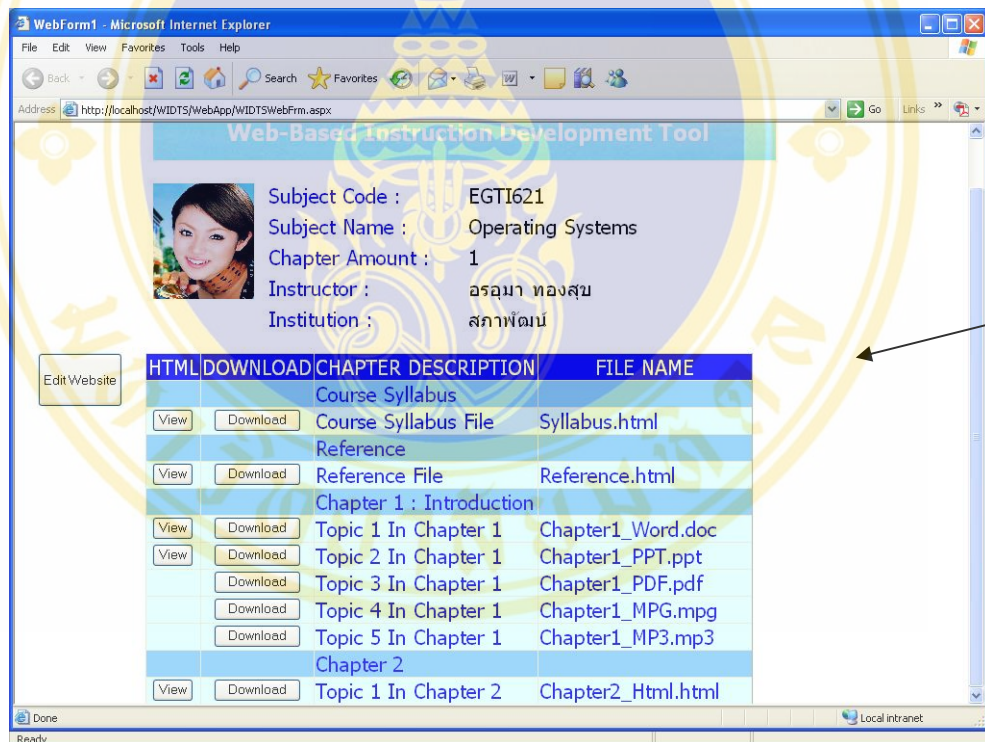 WebForm1 - Microsoft Internet Explorer
File Edit View Favorites Tools Help
Back Search Favorites
Address http://localhost/WIDTS/WebApp/WIDTSWebFrm.aspx Go Links »
Web-Based Instruction Development Tool
Subject Code : EGTI621
Subject Name : Operating Systems
Chapter Amount : 1
Instructor : อรอุมา ทองสุข
Institution : สภาพัฒน์
Edit Website
HTML DOWNLOAD CHAPTER DESCRIPTION FILE NAME
Course Syllabus
View Download Course Syllabus File Syllabus.html
Reference
View Download Reference File Reference.html
Chapter 1 : Introduction
View Download Topic 1 In Chapter 1 Chapter1_Word.doc
View Download Topic 2 In Chapter 1 Chapter1_PPT.ppt
Download Topic 3 In Chapter 1 Chapter1_PDF.pdf
Download Topic 4 In Chapter 1 Chapter1_MPG.mpg
Download Topic 5 In Chapter 1 Chapter1_MP3.mp3
Chapter 2
View Download Topic 1 In Chapter 2 Chapter2_Html.html
Done Local intranet
Ready